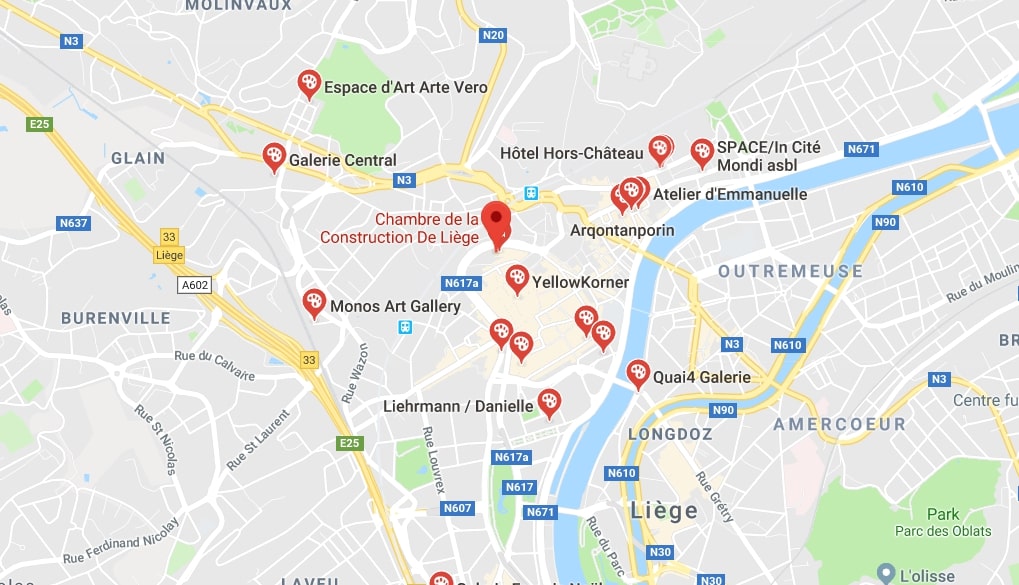 MOLINVAUX
N3
N20
Espace d'Art Arte Vero
E25
GLAIN
Galerie Central
N3
Hôtel Hors-Château
SPACE/In Cité
Mondi asbl
N671
N610
Atelier d'Emmanuelle
N637
Chambre de la
Construction De Liège
Arqontanporin
N90
33
Liège
A602
N617a
YellowKorner
OUTREMEUSE
Rue du Moulin
Monos Art Gallery
BURENVILLE
N3
N610
BR
33
Rue du Calvaire
Rue Wazon
Quai4 Galerie
N3
Liehrmann / Danielle
N90
Centre fu
Rue St Nicolas
Rue St Laurent
E25
Rue Louvrex
LONGDOZ
AMERCOEUR
N617a
N610
Rue Grétry
N617
N607
N671
Liège
Park
Parc des Oblats
Rue Ferdinand Nicolay
Rue du Parc
N30
LAVEU
N30
L'olisse